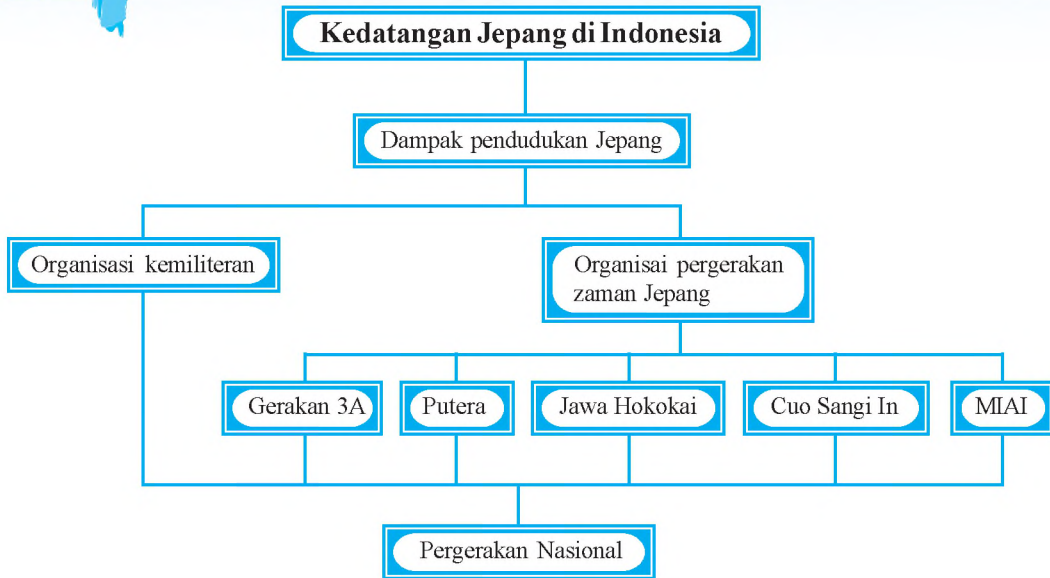 Kedatangan Jepang di Indonesia
Dampak pendudukan Jepang
Organisasi kemiliteran
Organisai pergerakan
zaman Jepang
Gerakan 3A
Putera
Jawa Hokokai
Cuo Sangi In
MIAI
Pergerakan Nasional